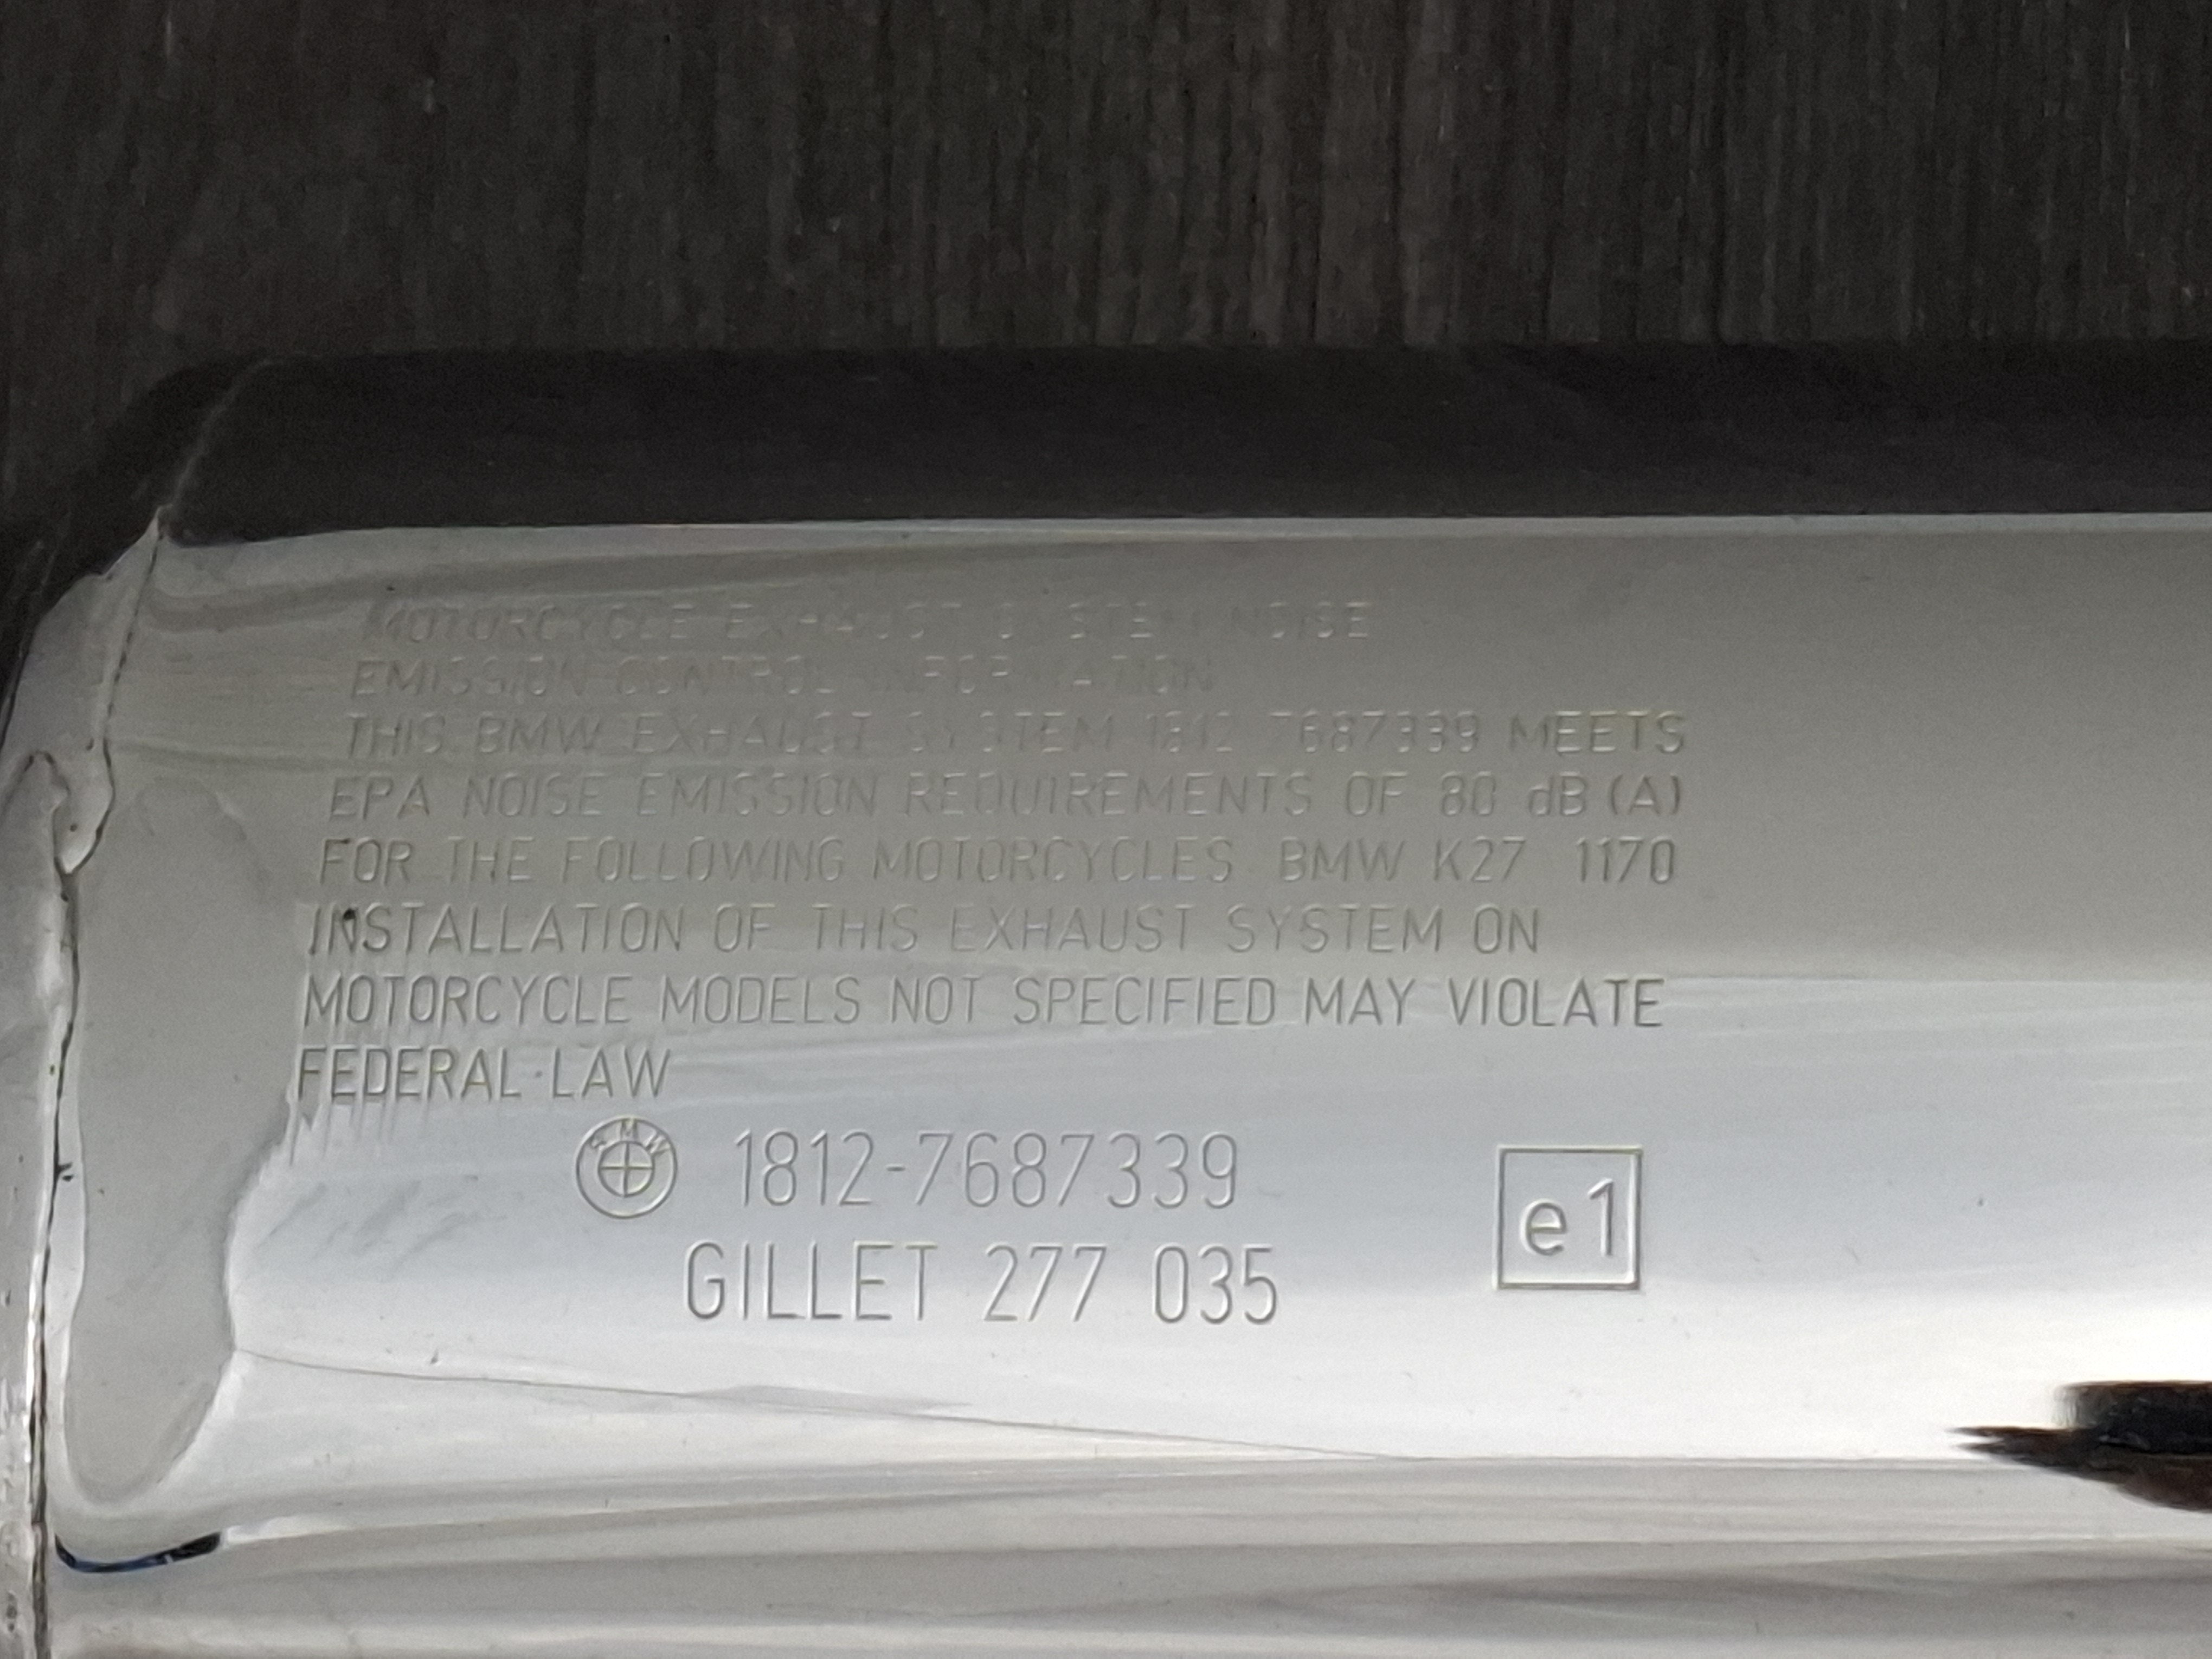 MOTORCYCLE EXHAUST SYSTEM NOISE
EMISSION CONTROL INFORMATION
THIS BMW EXHAUST SYSTEM 1812 7687339 MEETS
EPA NOISE EMISSION REQUIREMENTS OF 80 dB (A)
FOR THE FOLLOWING MOTORCYCLES BMW K27 1170
INSTALLATION OF THIS EXHAUST SYSTEM ON
MOTORCYCLE MODELS NOT SPECIFIED MAY VIOLATE
FEDERAL LAW
BMW 1812-7687339
GILLET 277 035
e1